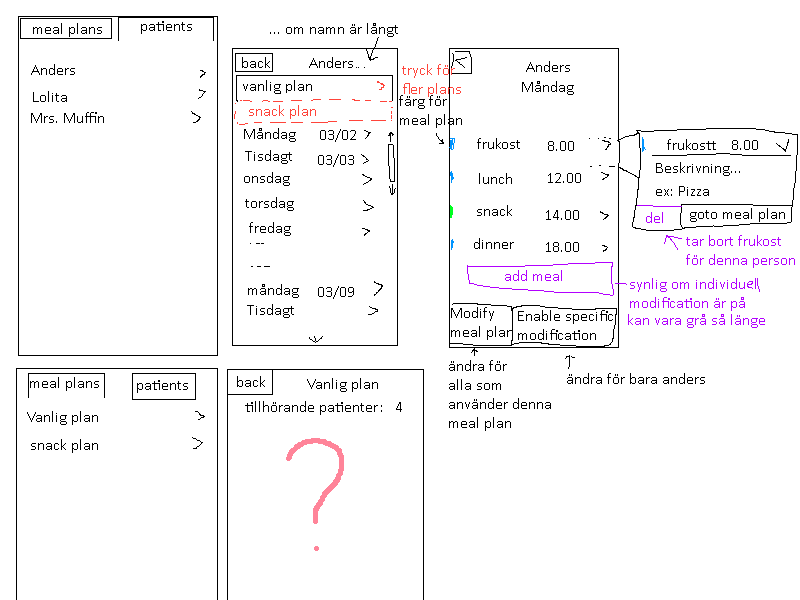 meal plans
patients
Anders
Lolita
Mrs. Muffin
... om namn är långt
back
Anders...
vanlig plan
snack plan
Måndag 03/02
Tisdagt 03/03
onsdag
torsdag
fredag
måndag 03/09
Tisdagt
tryck för
fler plans
färg för
meal plan
Anders
Måndag
frukost 8.00
lunch 12.00
snack 14.00
dinner 18.00
add meal
Modify
meal plan
Enable specific
modification
frukostt 8.00
Beskrivning...
ex: Pizza
del
goto meal plan
tar bort frukost
för denna person
synlig om individuell
modification är på
kan vara grå så länge
ändra för
alla som
använder denna
meal plan
ändra för bara anders
meal plans
patients
Vanlig plan
snack plan
back
Vanlig plan
tillhörande patienter: 4
?